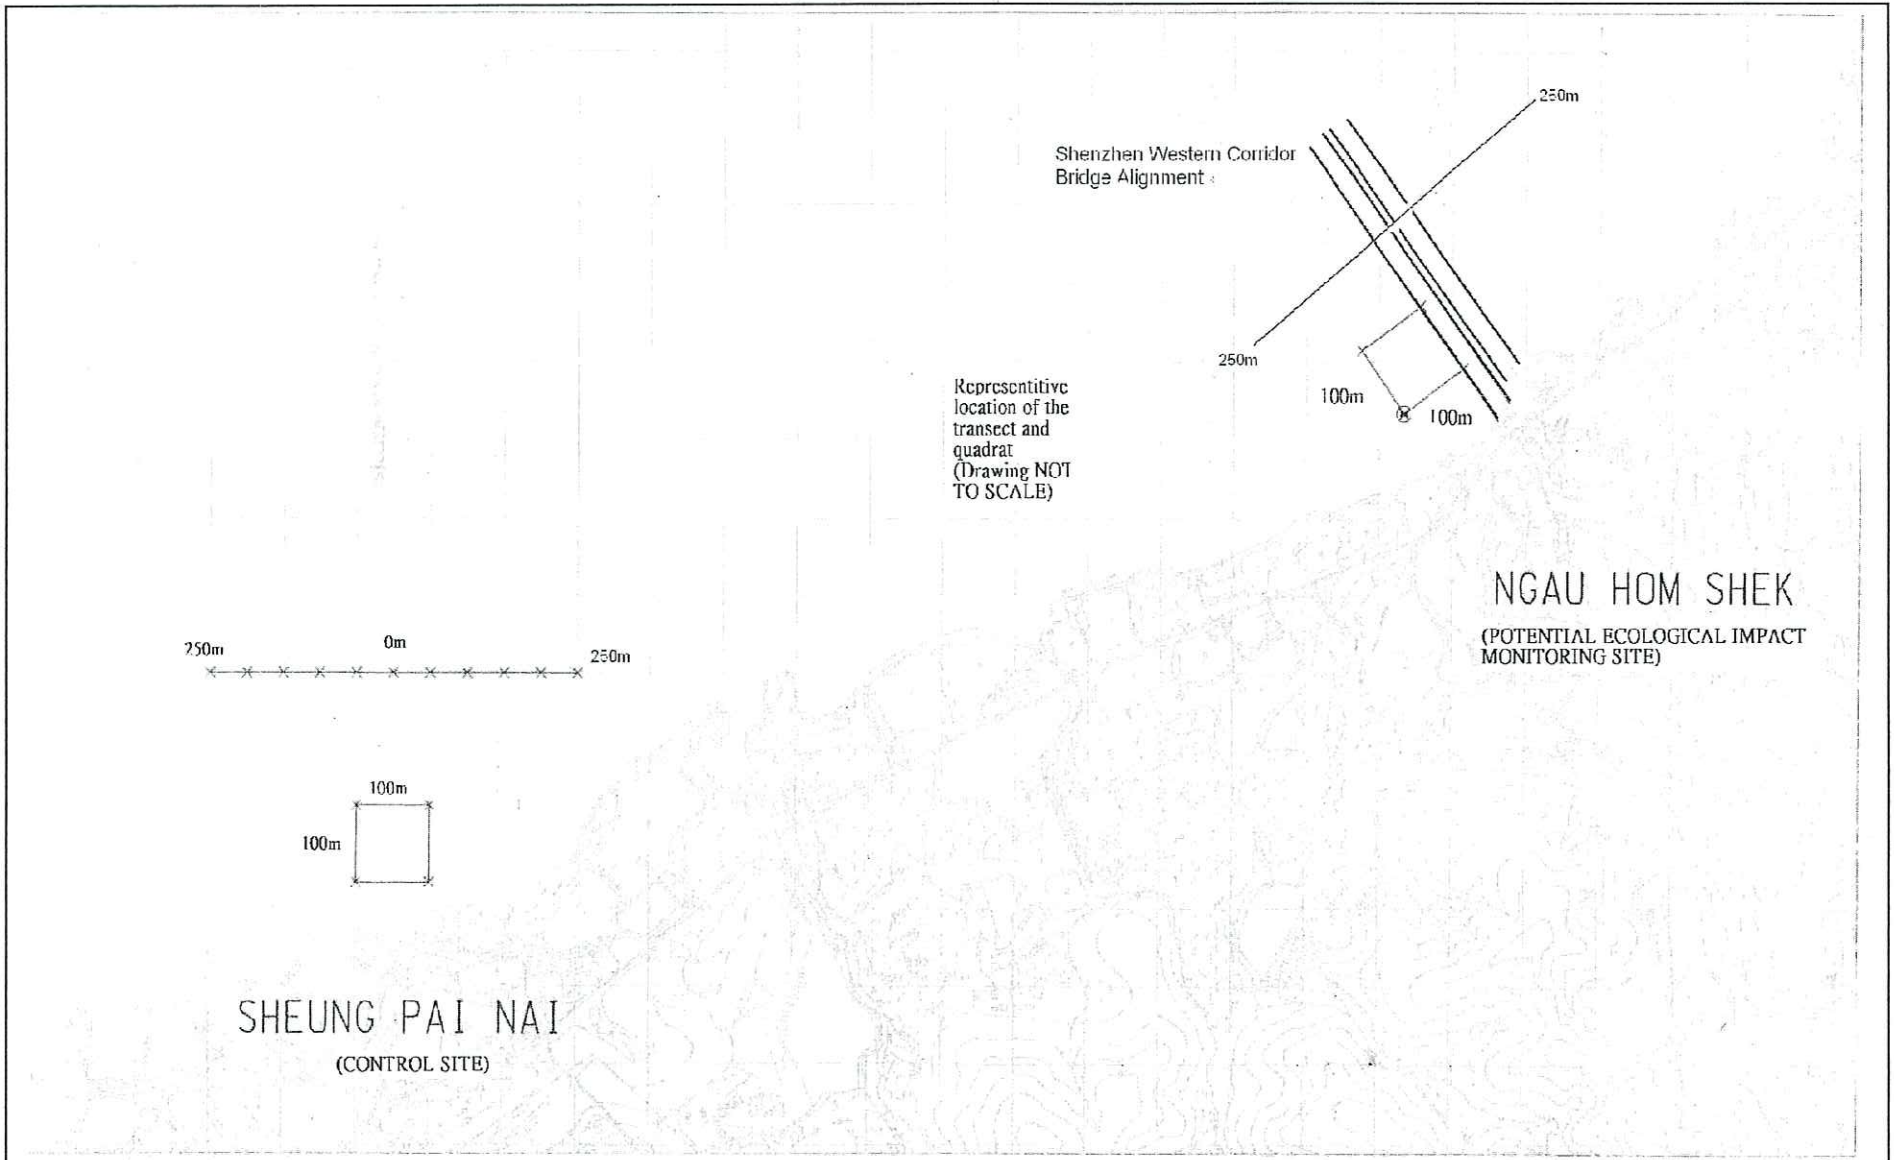 250m
Shenzhen Western Corridor
Bridge Alignment
250m
100m
100m
Representitive
location of the
transect and
quadrat
(Drawing NOT
TO SCALE)
NGAU HOM SHEK
(POTENTIAL ECOLOGICAL IMPACT
MONITORING SITE)
250m
0m
250m
100m
100m
SHEUNG PAI NAI
(CONTROL SITE)